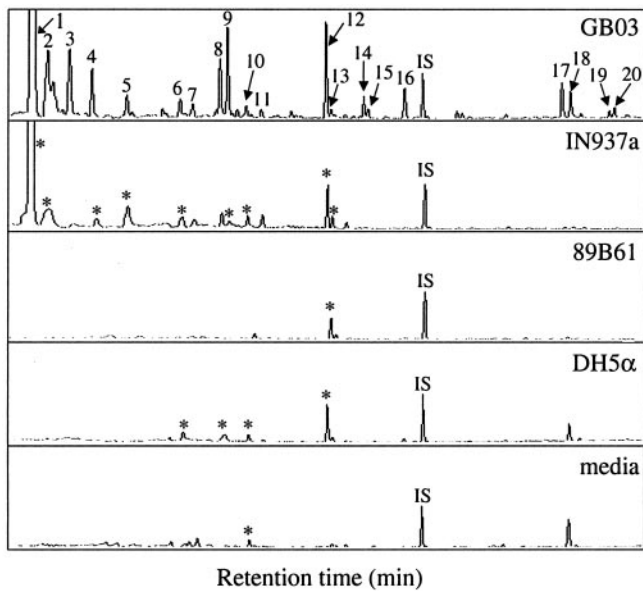 GB03
1 2 3 4 5 6 7 8 9 10 11 12 13 14 15 16 IS 17 18 19 20
IN937a
* * * * * * * * * IS
89B61
* IS
DH5α
* * * * IS
media
* IS
Retention time (min)